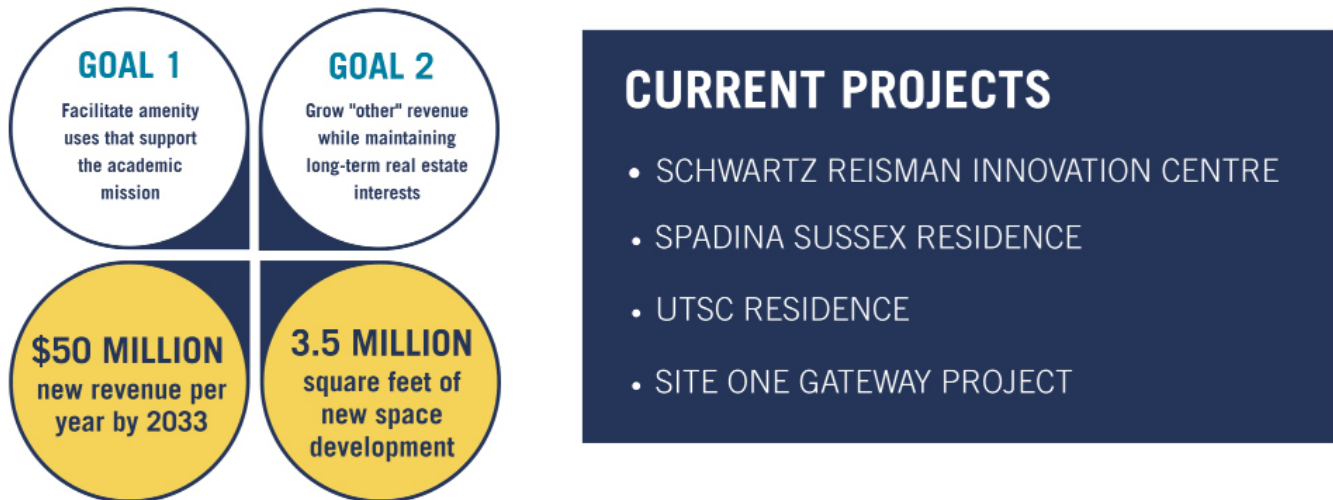 GOAL 1
Facilitate amenity
uses that support
the academic
mission
GOAL 2
Grow "other" revenue
while maintaining
long-term real estate
interests
$50 MILLION
new revenue per
year by 2033
3.5 MILLION
square feet of
new space
development
CURRENT PROJECTS
• SCHWARTZ REISMAN INNOVATION CENTRE
• SPADINA SUSSEX RESIDENCE
• UTSC RESIDENCE
• SITE ONE GATEWAY PROJECT